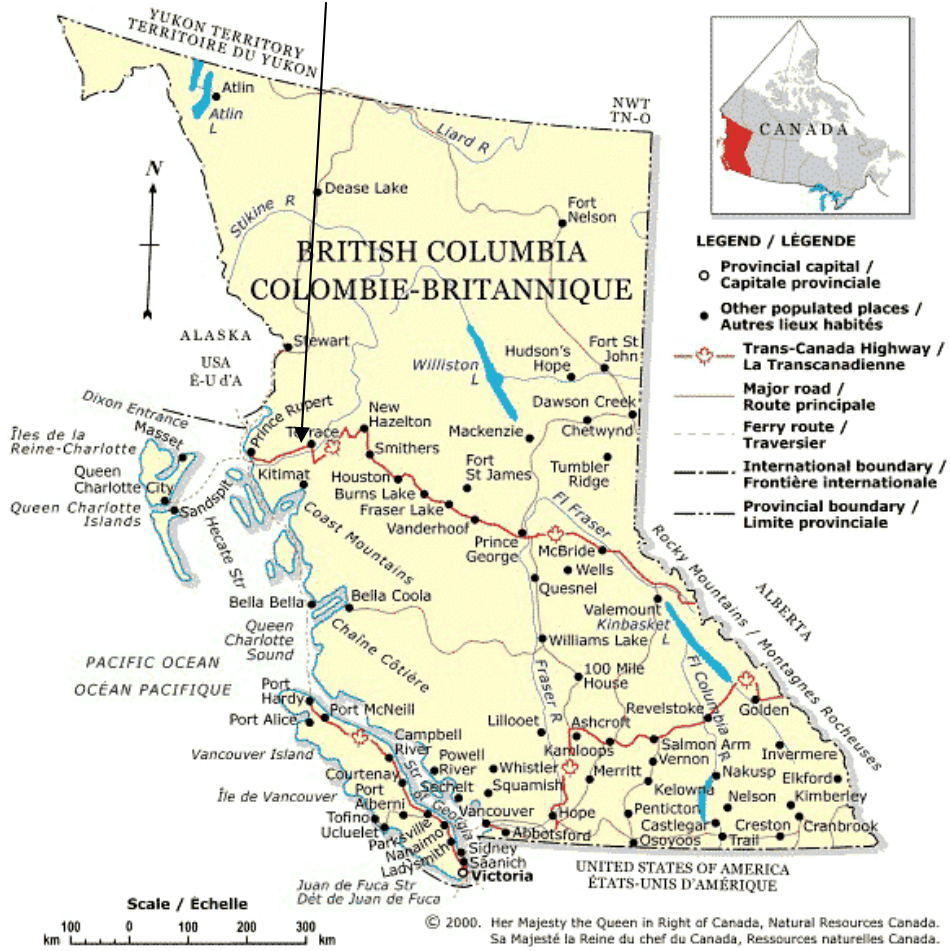 YUKON TERRITORY
TERRITOIRE DU YUKON
NWT
TN-O
Atlin
Atlin
L
Liard R
CANADA
N
Dease Lake
Stikine R
Fort
Nelson
BRITISH COLUMBIA
COLOMBIE-BRITANNIQUE
LEGEND / LÉGENDE
Provincial capital /
Capitale provinciale
Other populated places /
Autres lieux habités
Trans-Canada Highway /
La Transcanadienne
Major road /
Route principale
Ferry route /
Traversier
International boundary /
Frontière internationale
Provincial boundary /
Limite provinciale
ALASKA
USA
É-U d'A
Stewart
Williston
L
Hudson's
Hope
Fort St
John
Dixon Entrance
Masset
Prince Rupert
Terrace
New
Hazelton
Dawson Creek
Chetwynd
Mackenzie
Îles de la
Reine-Charlotte
Queen
Charlotte City
Queen Charlotte
Islands
Sandspit
Kitimat
Smithers
Houston
Burns Lake
Fraser Lake
Vanderhoof
Fort
St James
Tumbler
Ridge
Hecate Str
Coast Mountains
Prince
George
Fl Fraser
McBride
Wells
Quesnel
Rocky Mountains / Montagnes Rocheuses
ALBERTA
Bella Bella
Bella Coola
Valemount
Kinbasket
L
Queen
Charlotte
Sound
Chaîne Côtière
Williams Lake
PACIFIC OCEAN
OCÉAN PACIFIQUE
Fraser R
100 Mile
House
Fl Columbia R
Port
Hardy
Port McNeill
Port Alice
Lillooet
Ashcroft
Revelstoke
Golden
Vancouver Island
Campbell
River
Kamloops
Salmon Arm
Vernon
Invermere
Powell
River
Whistler
Merritt
Nakusp
Elkford
Courtenay
Str of Georgia
Sechelt
Squamish
Kelowna
Kimberley
Île de Vancouver
Port
Alberni
Vancouver
Hope
Penticton
Nelson
Tofino
Ucluelet
Abbotsford
Castlegar
Creston
Cranbrook
Parksville
Nanaimo
Ladysmith
Sidney
Saanich
Osoyoos
Trail
Victoria
UNITED STATES OF AMERICA
ÉTATS-UNIS D'AMÉRIQUE
Juan de Fuca Str
Dét de Juan de Fuca
Scale / Échelle
100 0 100 200 300
km km
© 2000. Her Majesty the Queen in Right of Canada, Natural Resources Canada.
Sa Majesté la Reine du chef du Canada, Ressources naturelles Canada.